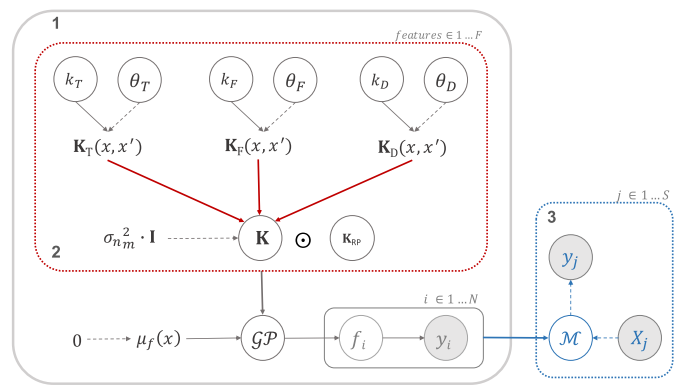 1
features ∈ 1 … F
k_T θ_T k_F θ_F k_D θ_D
K_T(x, x′) K_F(x, x′) K_D(x, x′)
σ_{n_m}^2 · I K ⊙ K_RP
2
j ∈ 1 … S
3
y_j
i ∈ 1 … N
0 μ_f(x) 𝒢𝒫 f_i y_i ℳ X_j